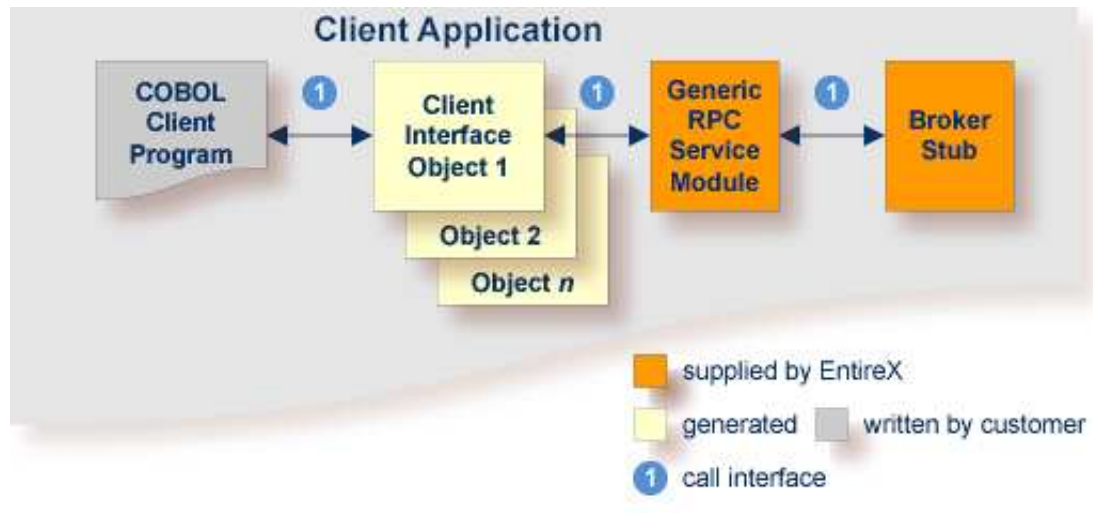 Client Application
COBOL
Client
Program
1
Client
Interface
Object 1
Object 2
Object n
1
Generic
RPC
Service
Module
1
Broker
Stub
supplied by EntireX
generated
written by customer
1 call interface